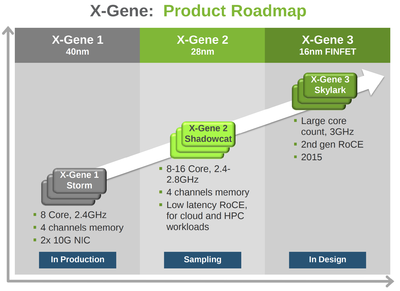 X-Gene: Product Roadmap
X-Gene 1
40nm
X-Gene 2
28nm
X-Gene 3
16nm FINFET
X-Gene 3
Skylark
X-Gene 2
Shadowcat
X-Gene 1
Storm
▪ 8 Core, 2.4GHz
▪ 4 channels memory
▪ 2x 10G NIC
▪ 8-16 Core, 2.4-
2.8GHz
▪ 4 channels memory
▪ Low latency RoCE,
for cloud and HPC
workloads
▪ Large core
count, 3GHz
▪ 2nd gen RoCE
▪ 2015
In Production
Sampling
In Design